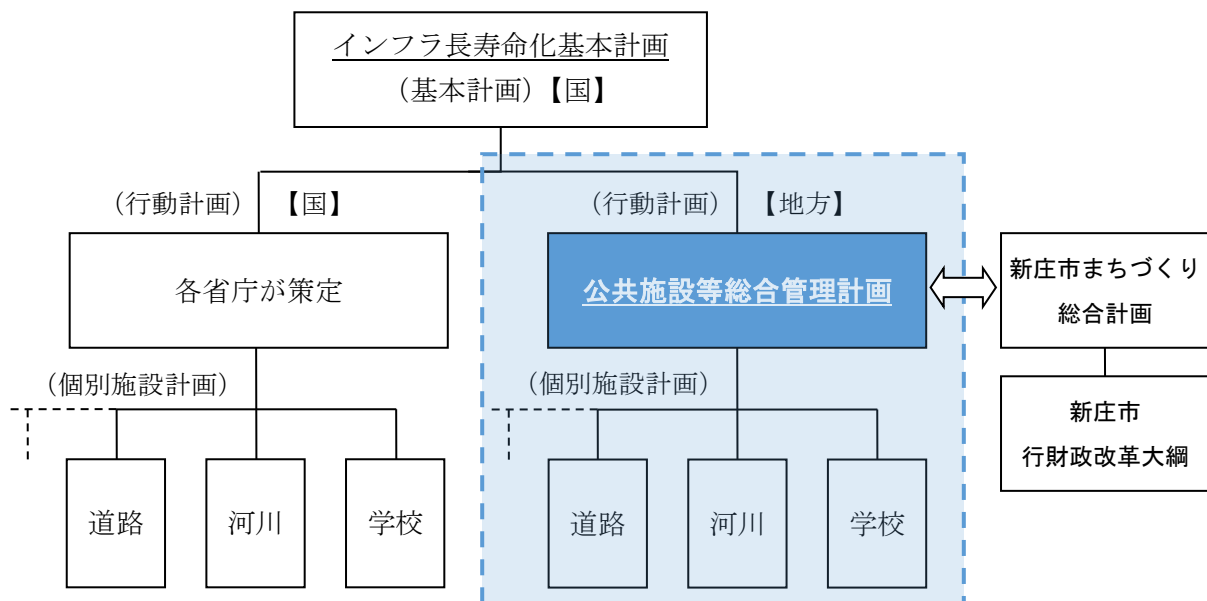 インフラ長寿命化基本計画
（基本計画）【国】
（行動計画） 【国】
（行動計画） 【地方】
各省庁が策定
公共施設等総合管理計画
新庄市まちづくり
総合計画
（個別施設計画）
（個別施設計画）
新庄市
行財政改革大綱
道路
河川
学校
道路
河川
学校